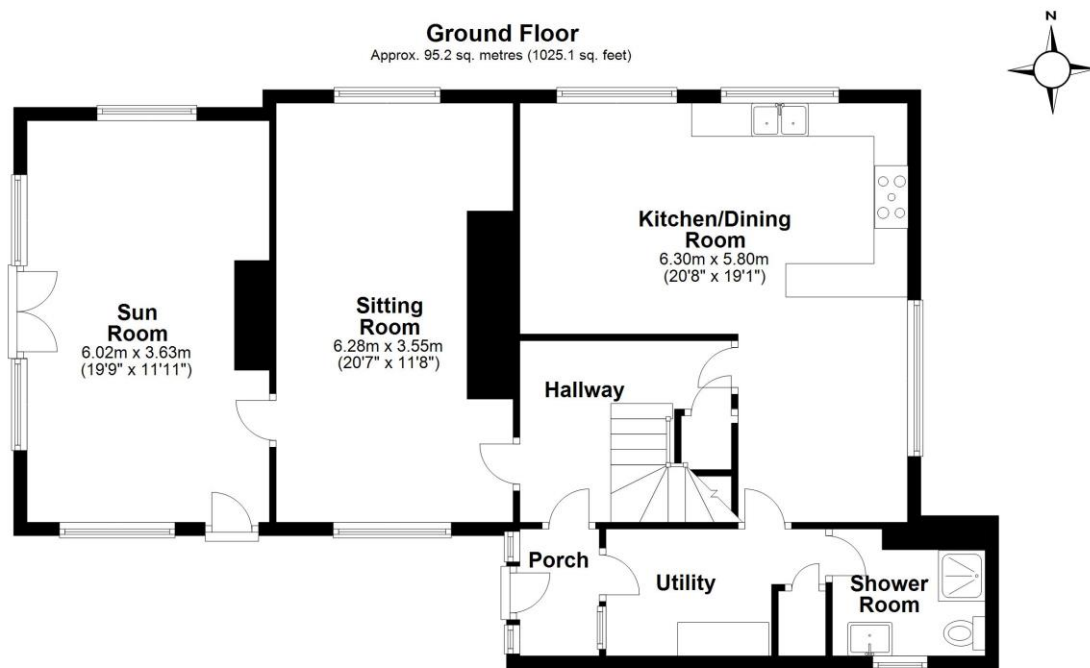 Ground Floor
Approx. 95.2 sq. metres (1025.1 sq. feet)
N
Kitchen/Dining
Room
6.30m x 5.80m
(20'8" x 19'1")
Sun
Room
6.02m x 3.63m
(19'9" x 11'11")
Sitting
Room
6.28m x 3.55m
(20'7" x 11'8")
Hallway
Porch
Utility
Shower
Room